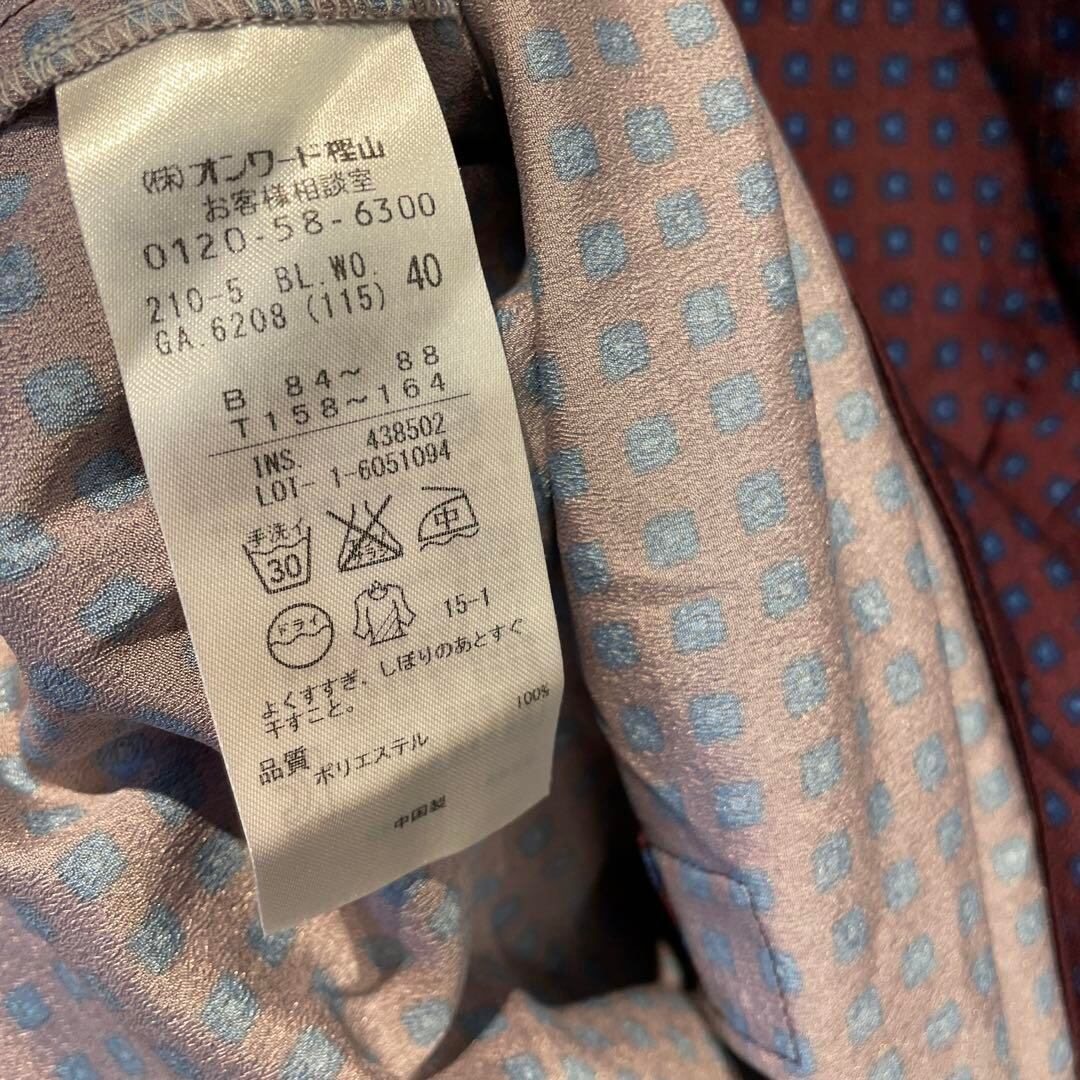 (株)オンワード樫山
お客様相談室
0120-58-6300
210-5 BL.WO. 40
GA.6208 (115)
B 84～ 88
T 158～164
INS. 438502
LOT- 1-6051094
手洗イ
30
中
ドライ
15-1
よくすすぎ、しぼりのあとすぐ
干すこと。
品質 ポリエステル 100%
中国製